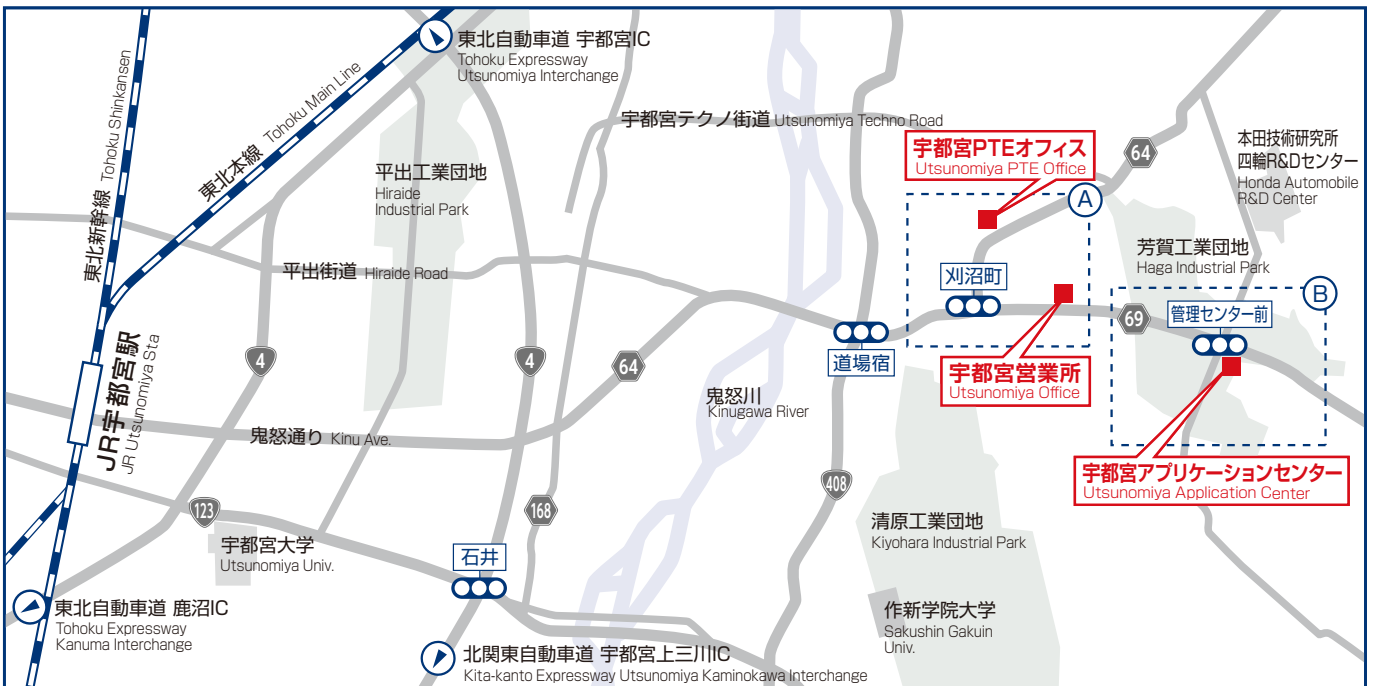 東北自動車道 宇都宮IC
Tohoku Expressway
Utsunomiya Interchange
東北新幹線 Tohoku Shinkansen
東北本線 Tohoku Main Line
宇都宮テクノ街道 Utsunomiya Techno Road
宇都宮PTEオフィス
Utsunomiya PTE Office
64
本田技術研究所
四輪R&Dセンター
Honda Automobile
R&D Center
平出工業団地
Hiraide
Industrial Park
A
芳賀工業団地
Haga Industrial Park
平出街道 Hiraide Road
刈沼町
B
69
管理センター前
道場宿
4
4
64
宇都宮営業所
Utsunomiya Office
JR宇都宮駅
JR Utsunomiya Sta
鬼怒川
Kinugawa River
鬼怒通り Kinu Ave.
宇都宮アプリケーションセンター
Utsunomiya Application Center
408
123
168
清原工業団地
Kiyohara Industrial Park
宇都宮大学
Utsunomiya Univ.
石井
東北自動車道 鹿沼IC
Tohoku Expressway
Kanuma Interchange
作新学院大学
Sakushin Gakuin
Univ.
北関東自動車道 宇都宮上三川IC
Kita-kanto Expressway Utsunomiya Kaminokawa Interchange